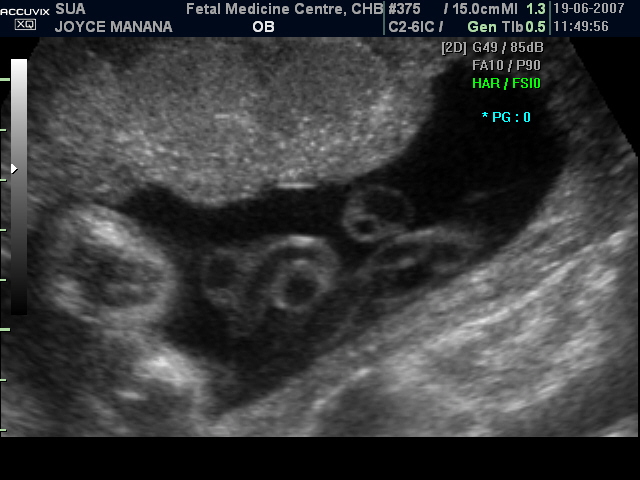 ACCUVIX XQ
SUA Fetal Medicine Centre, CHB #375 / 15.0cm MI 1.3 19-06-2007
JOYCE MANANA OB C2-6IC / Gen TIb 0.5 11:49:56
[2D] G49 / 85dB
FA10 / P90
HAR / FSI0
* PG : 0